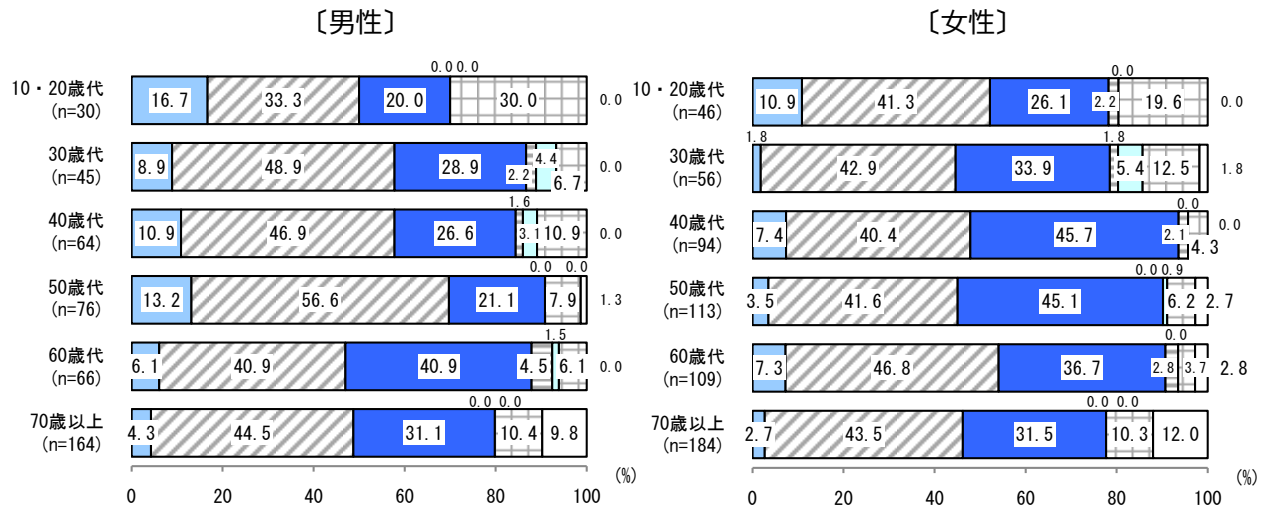 〔男性〕
0.0 0.0
10・20歳代
(n=30)
16.7 33.3 20.0 30.0 0.0
30歳代
(n=45)
8.9 48.9 28.9 2.2 4.4 6.7 0.0
1.6
40歳代
(n=64)
10.9 46.9 26.6 3.1 10.9 0.0
0.0 0.0
50歳代
(n=76)
13.2 56.6 21.1 7.9 1.3
1.5
60歳代
(n=66)
6.1 40.9 40.9 4.5 6.1 0.0
0.0 0.0
70歳以上
(n=164)
4.3 44.5 31.1 10.4 9.8
(%)
0 20 40 60 80 100
〔女性〕
0.0
10・20歳代
(n=46)
10.9 41.3 26.1 2.2 19.6 0.0
1.8 1.8
30歳代
(n=56)
42.9 33.9 5.4 12.5 1.8
0.0
40歳代
(n=94)
7.4 40.4 45.7 2.1 4.3 0.0
0.0 0.9
50歳代
(n=113)
3.5 41.6 45.1 6.2 2.7
0.0
60歳代
(n=109)
7.3 46.8 36.7 2.8 3.7 2.8
0.0 0.0
70歳以上
(n=184)
2.7 43.5 31.5 10.3 12.0
(%)
0 20 40 60 80 100